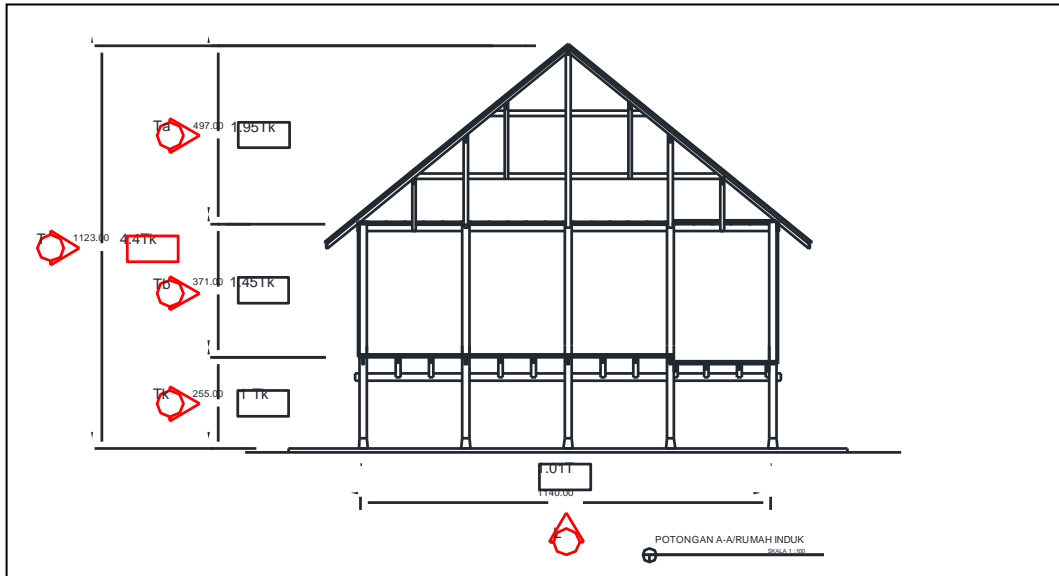 Ta 497.00 1.95Tk
T 1123.00 4.4Tk
Tb 371.00 1.45Tk
Tk 255.00 1 Tk
1.01T
1140.00
L
POTONGAN A-A/RUMAH INDUK
SKALA 1 :100